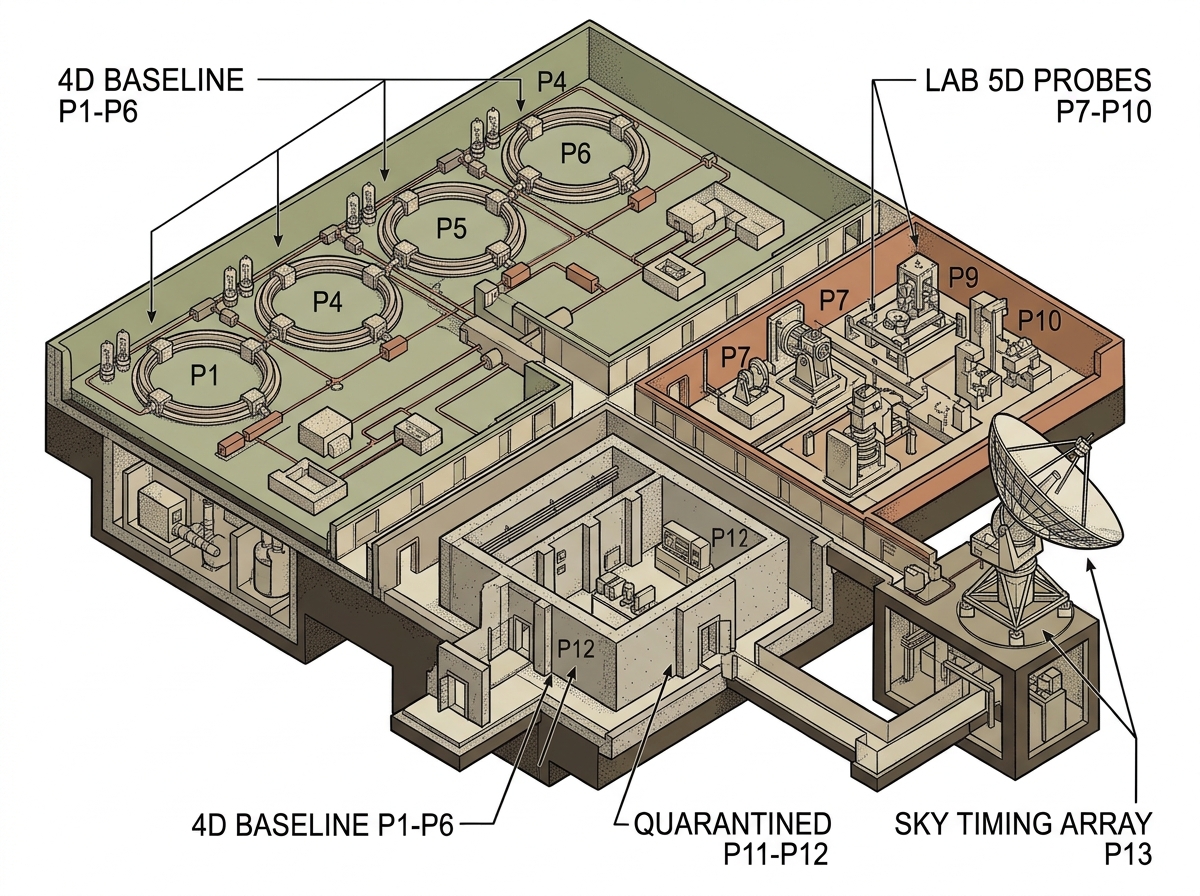 4D BASELINE
P1-P6
LAB 5D PROBES
P7-P10
P4
P6
P5
P4
P1
P9
P7
P10
P7
P12
P12
4D BASELINE P1-P6
QUARANTINED
P11-P12
SKY TIMING ARRAY
P13